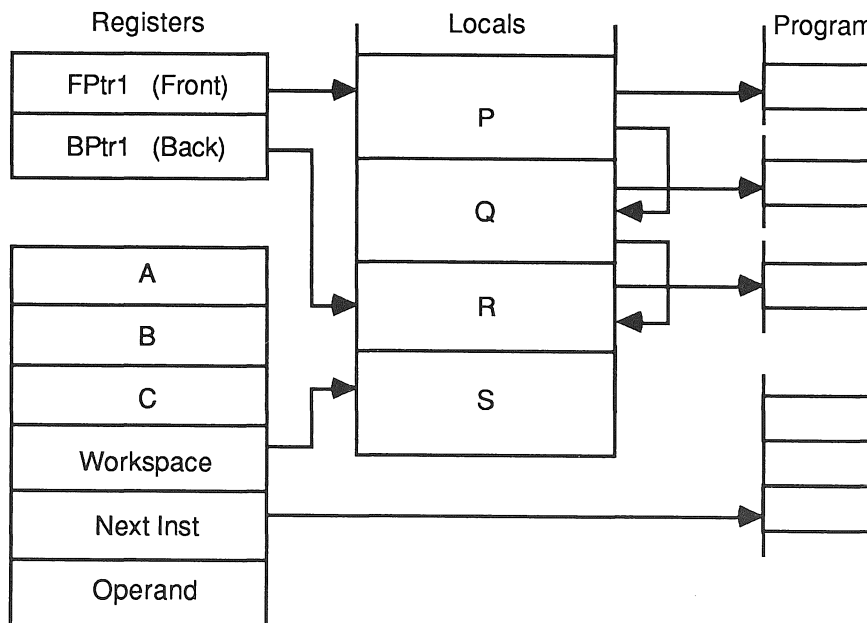 Registers
Locals
Program
FPtr1 (Front)
BPtr1 (Back)
P
Q
R
S
A
B
C
Workspace
Next Inst
Operand